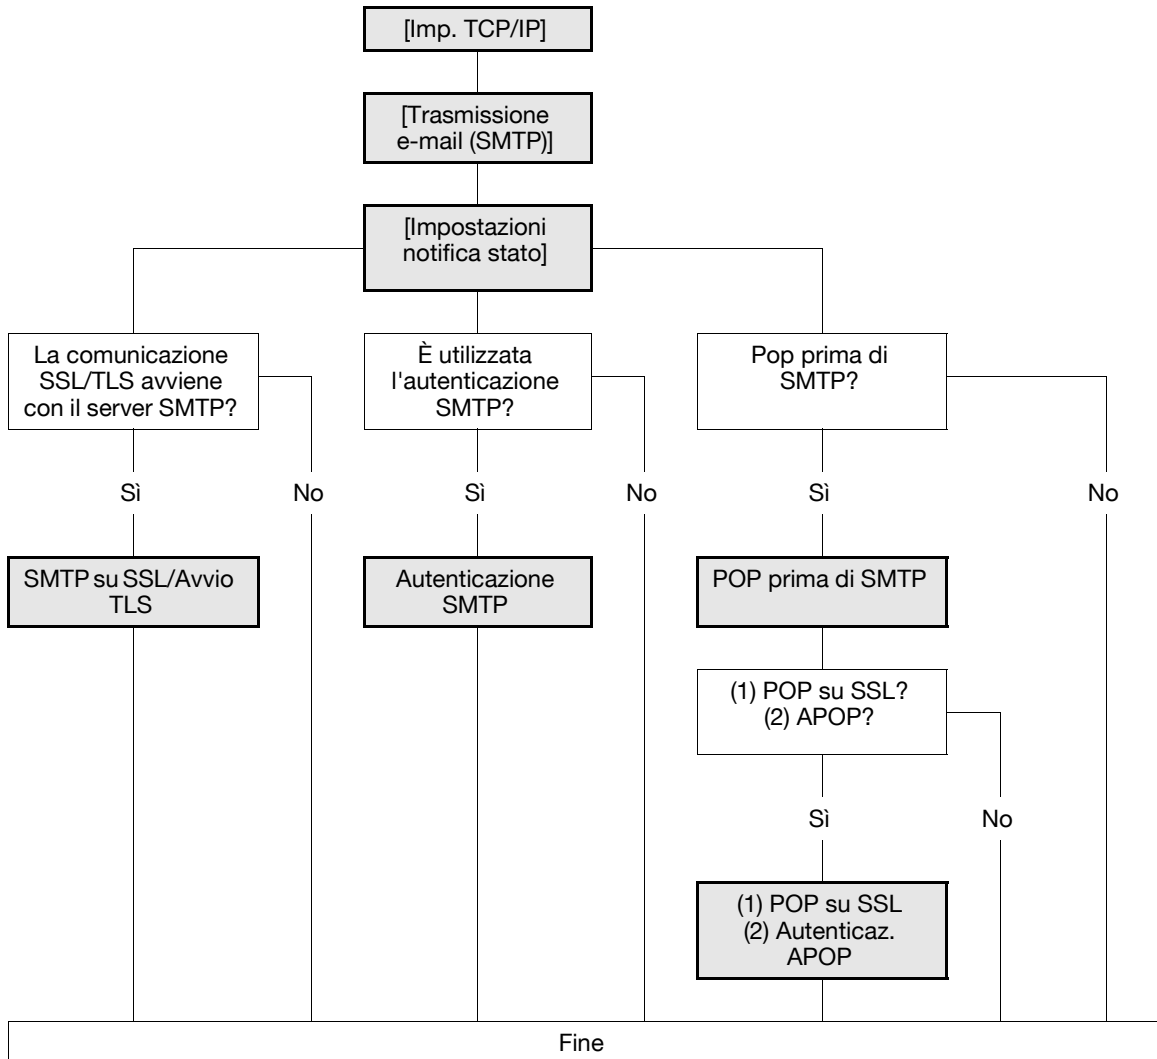 [Imp. TCP/IP]
[Trasmissione
e-mail (SMTP)]
[Impostazioni
notifica stato]
La comunicazione
SSL/TLS avviene
con il server SMTP?
È utilizzata
l'autenticazione
SMTP?
Pop prima di
SMTP?
Sì
No
Sì
No
Sì
No
SMTP su SSL/Avvio
TLS
Autenticazione
SMTP
POP prima di SMTP
(1) POP su SSL?
(2) APOP?
Sì
No
(1) POP su SSL
(2) Autenticaz.
APOP
Fine